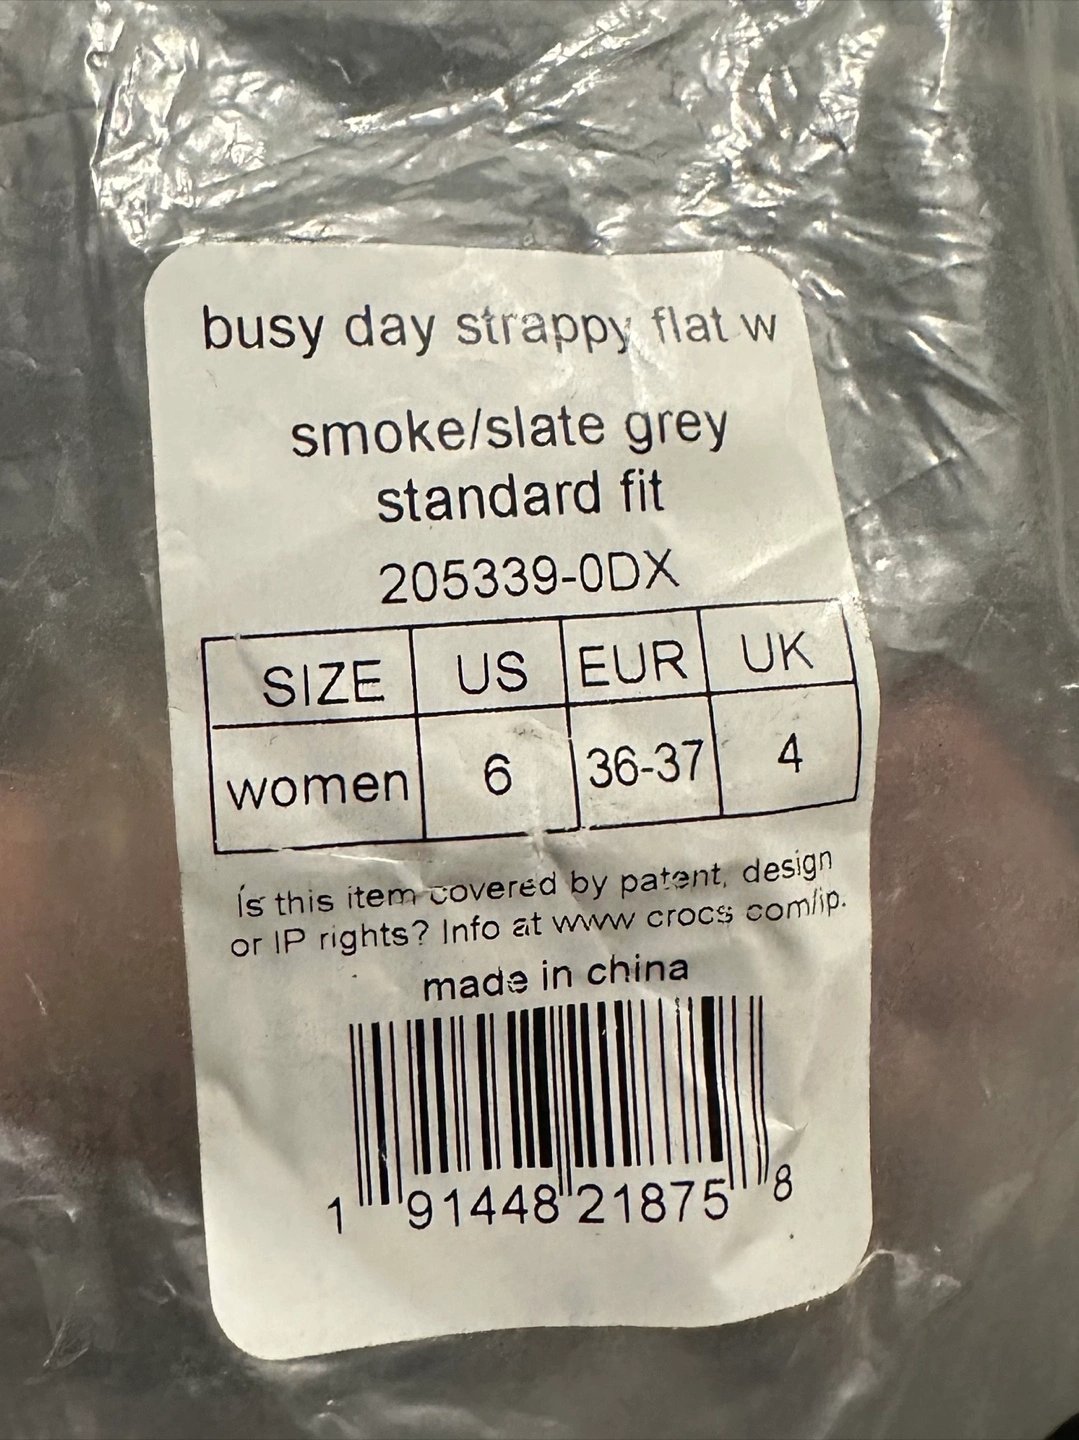 busy day strappy flat w
smoke/slate grey
standard fit
205339-0DX
SIZE US EUR UK
women 6 36-37 4
Is this item covered by patent, design
or IP rights? Info at www crocs com/ip.
made in china
1 91448 21875 8